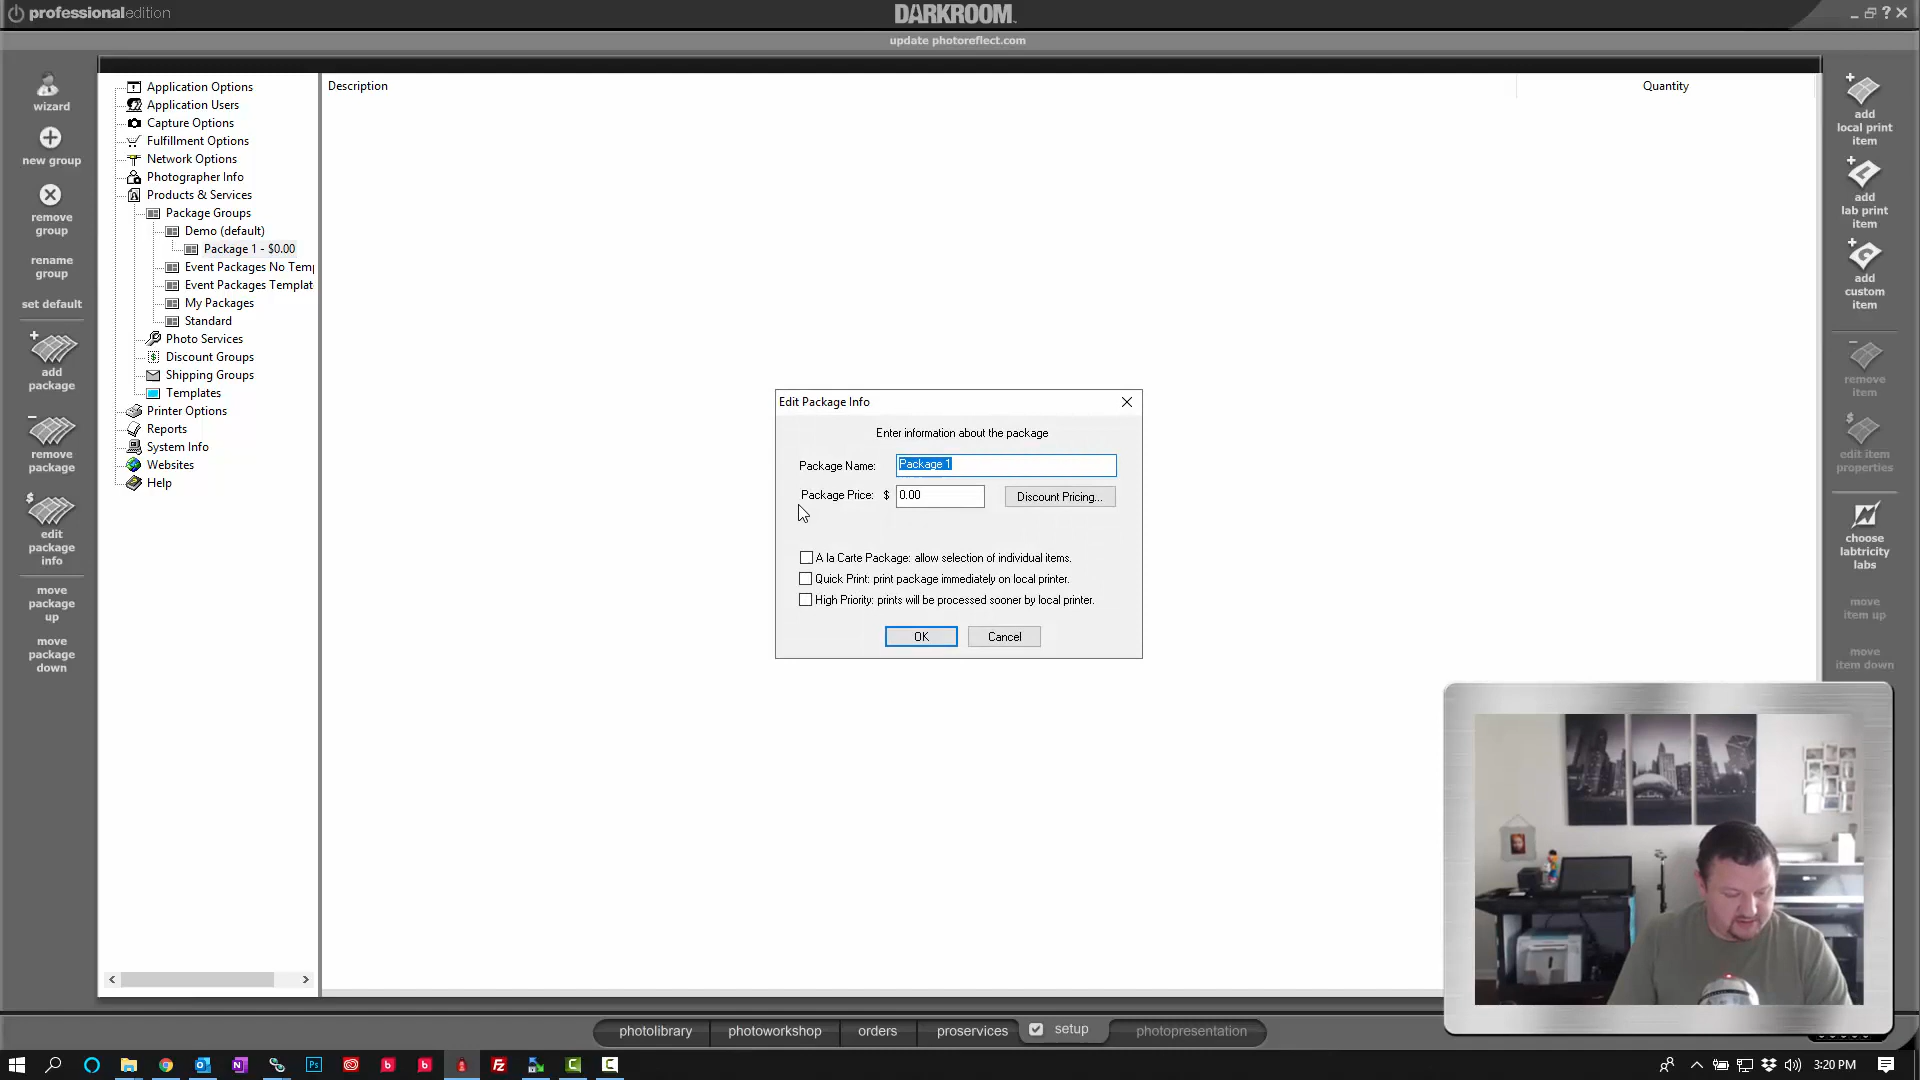 professionaledition
DARKROOM
update photoreflect.com
wizard
new group
remove
group
rename
group
set default
add
package
remove
package
edit
package
info
move
package
up
move
package
down
Application Options
Application Users
Capture Options
Fulfillment Options
Network Options
Photographer Info
Products & Services
Package Groups
Demo (default)
Package 1 - $0.00
Event Packages No Temp
Event Packages Templat
My Packages
Standard
Photo Services
Discount Groups
Shipping Groups
Templates
Printer Options
Reports
System Info
Websites
Help
Description
Quantity
Edit Package Info
Enter information about the package
Package Name: Package 1
Package Price: $ 0.00 Discount Pricing...
A la Carte Package: allow selection of individual items.
Quick Print: print package immediately on local printer.
High Priority: prints will be processed sooner by local printer.
OK Cancel
add
local print
item
add
lab print
item
add
custom
item
remove
item
edit item
properties
choose
labtricity
labs
move
item up
move
item down
photolibrary photoworkshop orders proservices setup photopresentation
3:20 PM